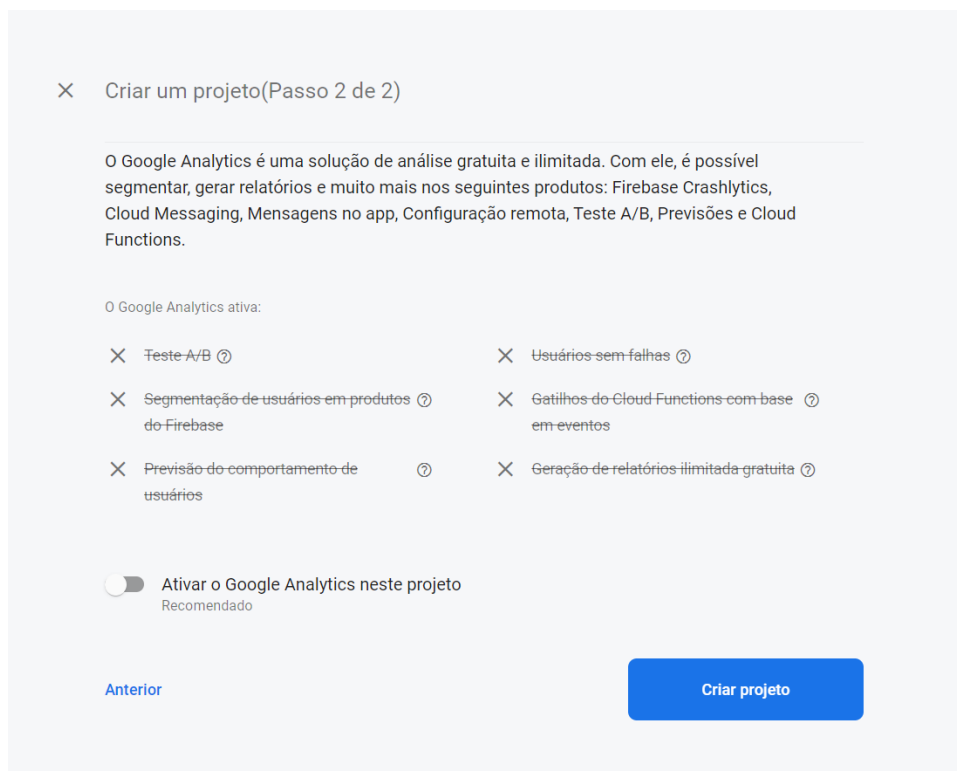 Criar um projeto(Passo 2 de 2)
O Google Analytics é uma solução de análise gratuita e ilimitada. Com ele, é possível
segmentar, gerar relatórios e muito mais nos seguintes produtos: Firebase Crashlytics,
Cloud Messaging, Mensagens no app, Configuração remota, Teste A/B, Previsões e Cloud
Functions.
O Google Analytics ativa:
Teste A/B
Usuários sem falhas
Segmentação de usuários em produtos
do Firebase
Gatilhos do Cloud Functions com base
em eventos
Previsão do comportamento de
usuários
Geração de relatórios ilimitada gratuita
Ativar o Google Analytics neste projeto
Recomendado
Anterior
Criar projeto